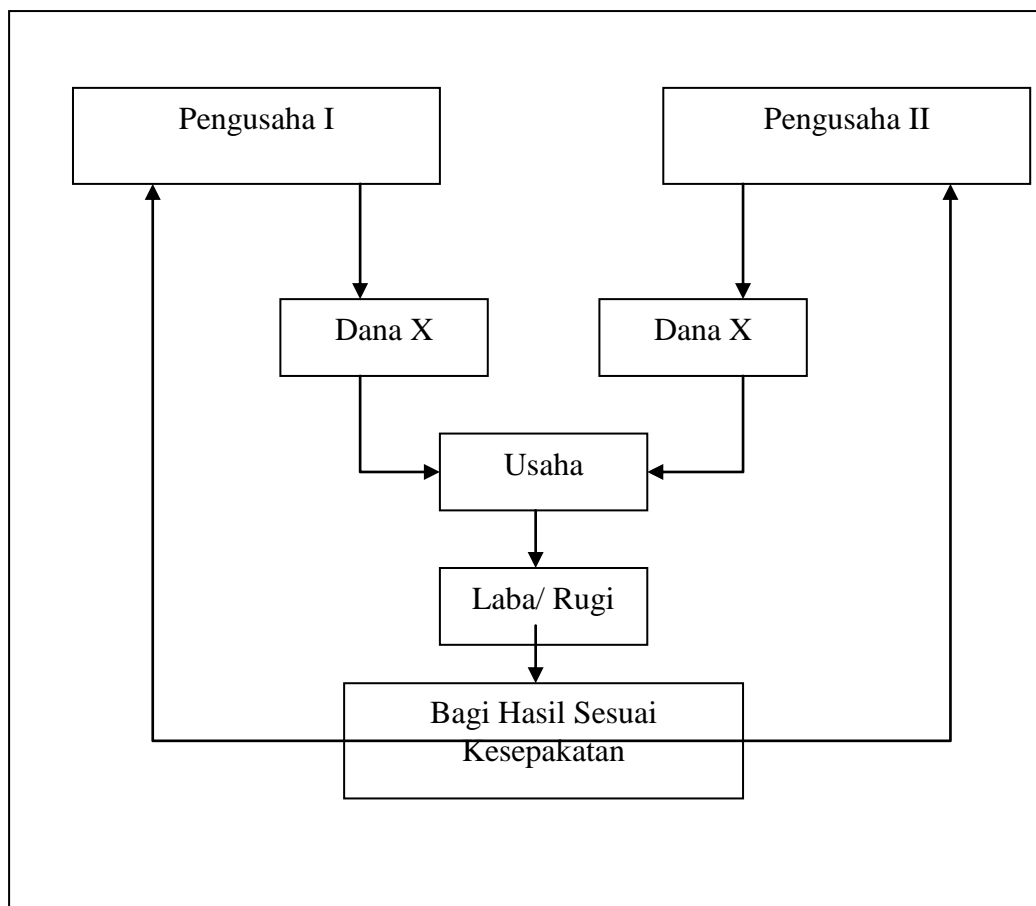 Pengusaha I
Pengusaha II
Dana X
Dana X
Usaha
Laba/ Rugi
Bagi Hasil Sesuai
Kesepakatan